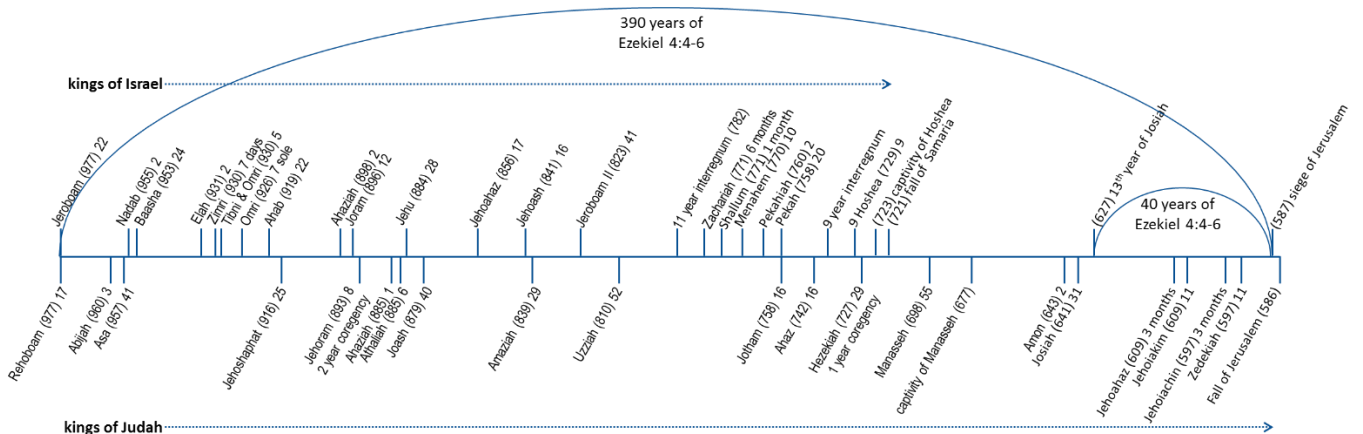 390 years of
Ezekiel 4:4-6
kings of Israel
Jeroboam (977) 22
Nadab (955) 2
Baasha (953) 24
Elah (931) 2
Zimri (930) 7 days
Tibni & Omri (930) 5
Omri (926) 7 sole
Ahab (919) 22
Ahaziah (898) 2
Joram (896) 12
Jehu (884) 28
Jehoahaz (856) 17
Jehoash (841) 16
Jeroboam II (823) 41
11 year interregnum (782)
Zachariah (771) 6 months
Shallum (771) 1 month
Menahem (770) 10
Pekahiah (760) 2
Pekah (758) 20
9 year interregnum
9 Hoshea (729) 9
(723) captivity of Hoshea
(721) fall of Samaria
(627) 13th year of Josiah
40 years of
Ezekiel 4:4-6
(587) siege of Jerusalem
Rehoboam (977) 17
Abijah (960) 3
Asa (957) 41
Jehoshaphat (916) 25
Jehoram (893) 8
2 year coregency
Ahaziah (885) 1
Athaliah (885) 6
Joash (879) 40
Amaziah (839) 29
Uzziah (810) 52
Jotham (758) 16
Ahaz (742) 16
Hezekiah (727) 29
1 year coregency
Manasseh (698) 55
captivity of Manasseh (677)
Amon (643) 2
Josiah (641) 31
Jehoahaz (609) 3 months
Jehoiakim (609) 11
Jehoiachin (597) 3 months
Zedekiah (597) 11
Fall of Jerusalem (586)
kings of Judah